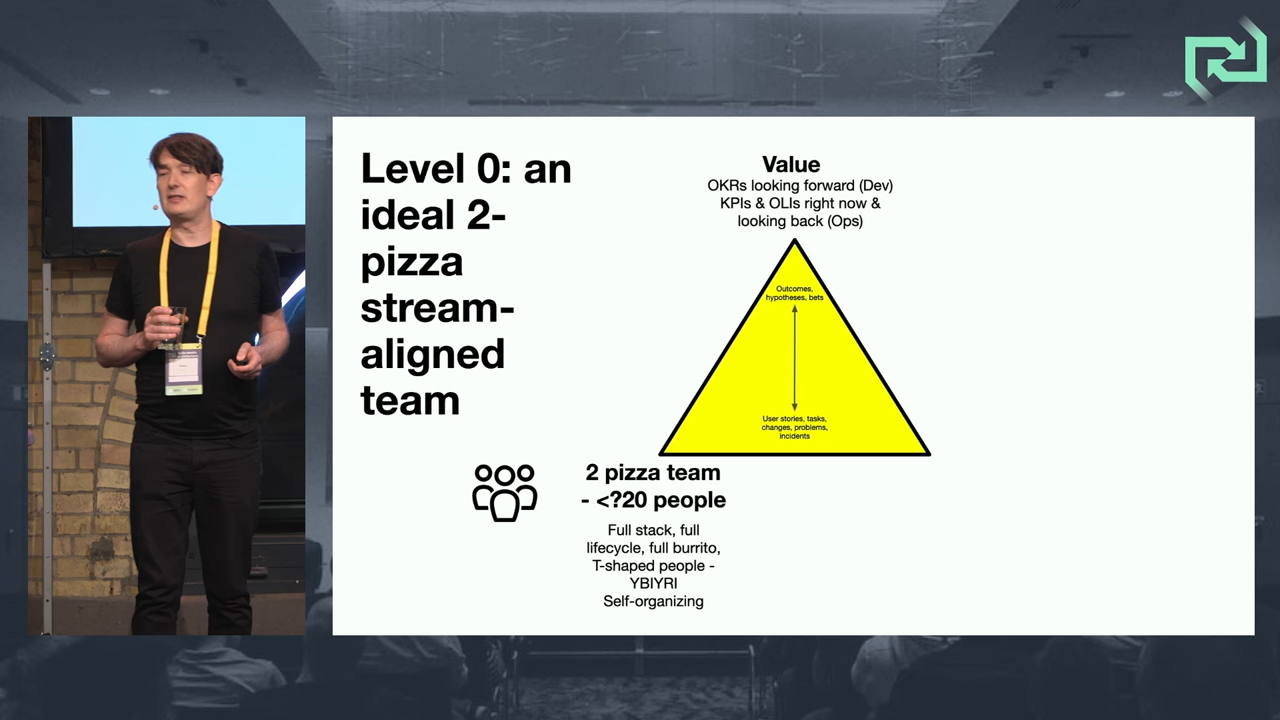 Level 0: an
ideal 2-
pizza
stream-
aligned
team
Value
OKRs looking forward (Dev)
KPIs & OLIs right now &
looking back (Ops)
Outcomes,
hypotheses, bets
User stories, tasks,
changes, problems,
incidents
2 pizza team
- <?20 people
Full stack, full
lifecycle, full burrito,
T-shaped people -
YBIYRI
Self-organizing